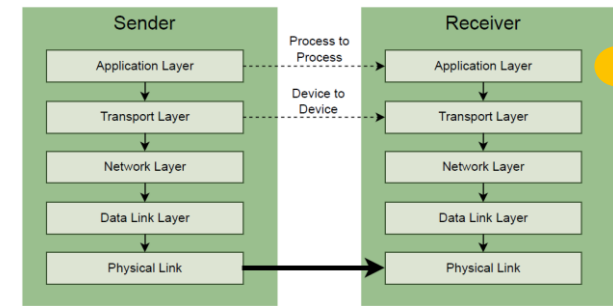 Sender
Receiver
Process to
Process
Application Layer
Application Layer
Device to
Device
Transport Layer
Transport Layer
Network Layer
Network Layer
Data Link Layer
Data Link Layer
Physical Link
Physical Link